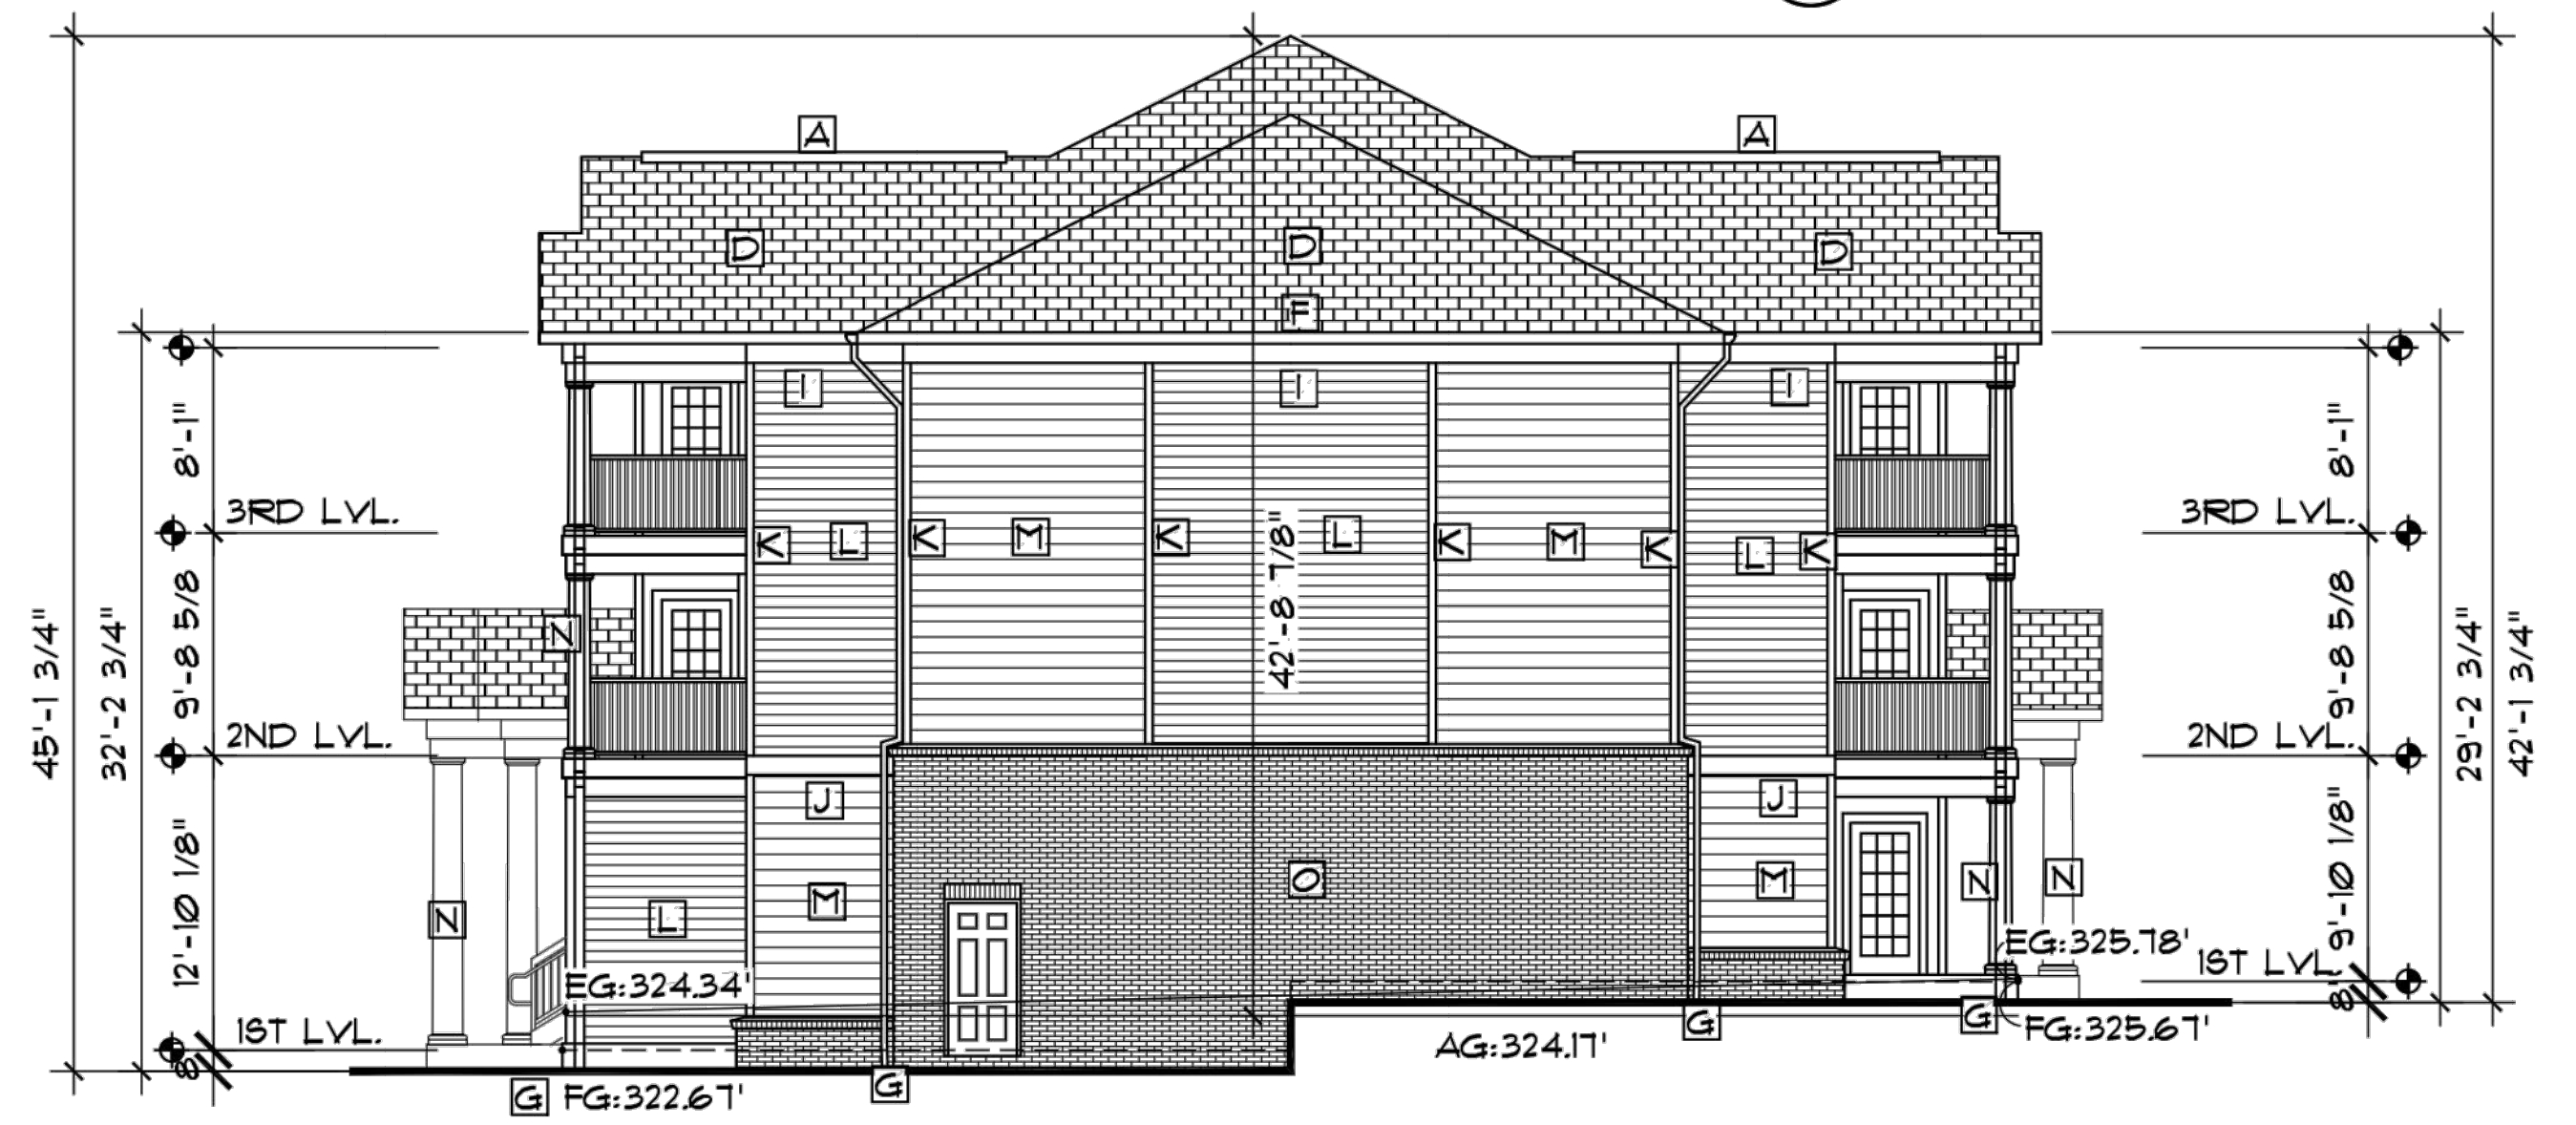 A
A
D
D
D
F
I
I
I
8'-1"
8'-1"
3RD LVL.
3RD LVL.
K
L
K
M
K
L
K
M
K
L
K
42'-8 7/8"
9'-8 5/8
9'-8 5/8
45'-1 3/4"
32'-2 3/4"
29'-2 3/4"
42'-1 3/4"
N
2ND LVL.
2ND LVL.
J
J
12'-10 1/8"
9'-10 1/8"
N
L
M
O
M
N
N
EG:324.34'
EG:325.78'
1ST LVL.
1ST LVL.
8"
8"
G
G
FG:325.67'
AG:324.17'
G
FG:322.67'
G